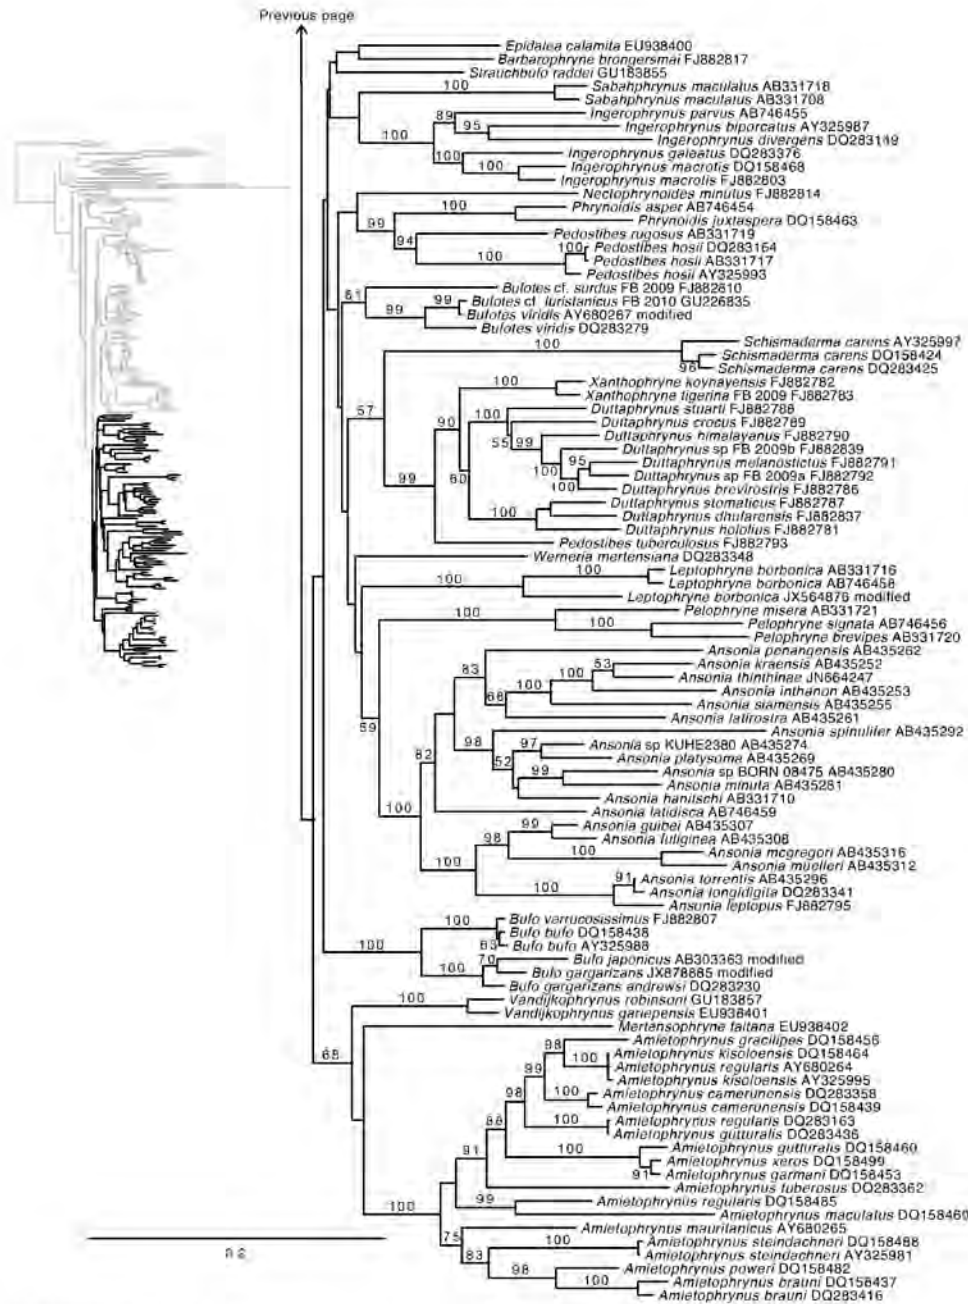 Previous page
Epidalea calamita EU938400
Barbarophryne brongersmai FJ882817
Strauchbufo raddei GU183855
100
Sabahphrynus maculatus AB331718
Sabahphrynus maculatus AB331708
89
Ingerophrynus parvus AB746455
95
Ingerophrynus biporcatus AY325987
100
Ingerophrynus divergens DQ283149
100
Ingerophrynus galeatus DQ283376
100
Ingerophrynus macrotis DQ158468
Ingerophrynus macrotis FJ882803
Nectophrynoides minutus FJ882814
100
Phrynoidis asper AB746454
99
Phrynoidis juxtaspera DQ158463
94
Pedostibes rugosus AB331719
100
Pedostibes hosii DQ283164
100
Pedostibes hosii AB331717
Pedostibes hosii AY325993
61
Bufotes cf. surdus FB 2009 FJ882810
99
99
Bufotes cf luristanicus FB 2010 GU226835
Bufotes viridis AY680267 modified
Bufotes viridis DQ283279
100
Schismaderma carens AY325997
Schismaderma carens DQ158424
96
Schismaderma carens DQ283425
100
Xanthophryne koynayensis FJ882782
Xanthophryne tigerina FB 2009 FJ882783
57
90
100
Duttaphrynus stuarti FJ882788
Duttaphrynus crocus FJ882789
55
99
Duttaphrynus himalayanus FJ882790
Duttaphrynus sp FB 2009b FJ882839
100
95
Duttaphrynus melanostictus FJ882791
99
60
Duttaphrynus sp FB 2009a FJ882792
100
Duttaphrynus brevirostris FJ882786
Duttaphrynus stomaticus FJ882787
Duttaphrynus dhufarensis FJ882837
Duttaphrynus hololius FJ882781
Pedostibes tuberculosus FJ882793
Werneria mertensiana DQ283348
100
Leptophryne borbonica AB331716
100
Leptophryne borbonica AB746458
Leptophryne borbonica JX564876 modified
100
Pelophryne misera AB331721
100
Pelophryne signata AB746456
Pelophryne brevipes AB331720
83
Ansonia penangensis AB435262
53
Ansonia kraensis AB435252
100
100
Ansonia thinthinae JN664247
68
Ansonia inthanon AB435253
Ansonia siamensis AB435255
59
Ansonia latirostra AB435261
Ansonia spinulifer AB435292
82
98
97
Ansonia sp KUHE2380 AB435274
52
Ansonia platysoma AB435269
99
Ansonia sp BORN 08475 AB435280
Ansonia minuta AB435281
Ansonia hanitschi AB331710
100
Ansonia latidisca AB746459
99
Ansonia guibei AB435307
98
Ansonia fuliginea AB435308
100
100
Ansonia mcgregori AB435316
Ansonia muelleri AB435312
91
Ansonia torrentis AB435296
100
Ansonia longidigita DQ283341
Ansonia leptopus FJ882795
100
Bufo verrucosissimus FJ882807
Bufo bufo DQ158438
100
63
Bufo bufo AY325988
70
Bufo japonicus AB303363 modified
100
Bufo gargarizans JX878885 modified
Bufo gargarizans andrewsi DQ283230
100
Vandijkophrynus robinsoni GU183857
Vandijkophrynus gariepensis EU938401
Mertensophryne taitana EU938402
68
98
Amietophrynus gracilipes DQ158456
100
Amietophrynus kisoloensis DQ158464
99
Amietophrynus regularis AY680264
Amietophrynus kisoloensis AY325995
98
100
Amietophrynus camerunensis DQ283358
Amietophrynus camerunensis DQ158439
88
100
Amietophrynus regularis DQ283163
Amietophrynus gutturalis DQ283436
100
Amietophrynus gutturalis DQ158460
91
Amietophrynus xeros DQ158499
91
Amietophrynus garmani DQ158453
Amietophrynus tuberosus DQ283362
100
99
Amietophrynus regularis DQ158485
Amietophrynus maculatus DQ158460
75
Amietophrynus mauritanicus AY680265
83
100
Amietophrynus steindachneri DQ158488
Amietophrynus steindachneri AY325981
98
Amietophrynus poweri DQ158482
100
Amietophrynus brauni DQ158437
Amietophrynus brauni DQ283416